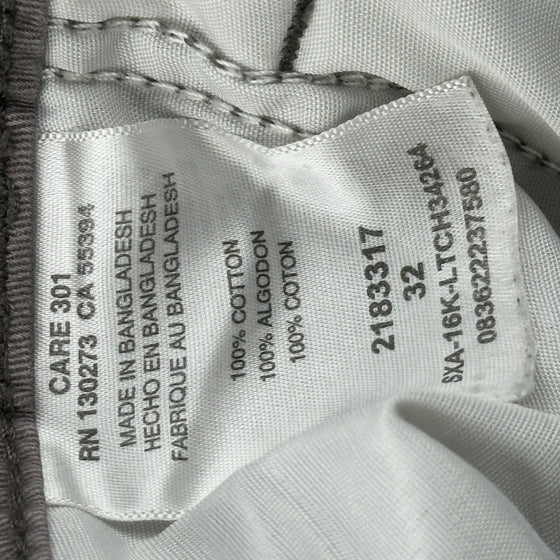 CARE 301
RN 130273 CA 55394
MADE IN BANGLADESH
HECHO EN BANGLADESH
FABRIQUE AU BANGLADESH
100% COTTON
100% ALGODON
100% COTON
2183317
32
SXA-16K-LTCH34264
083622237580